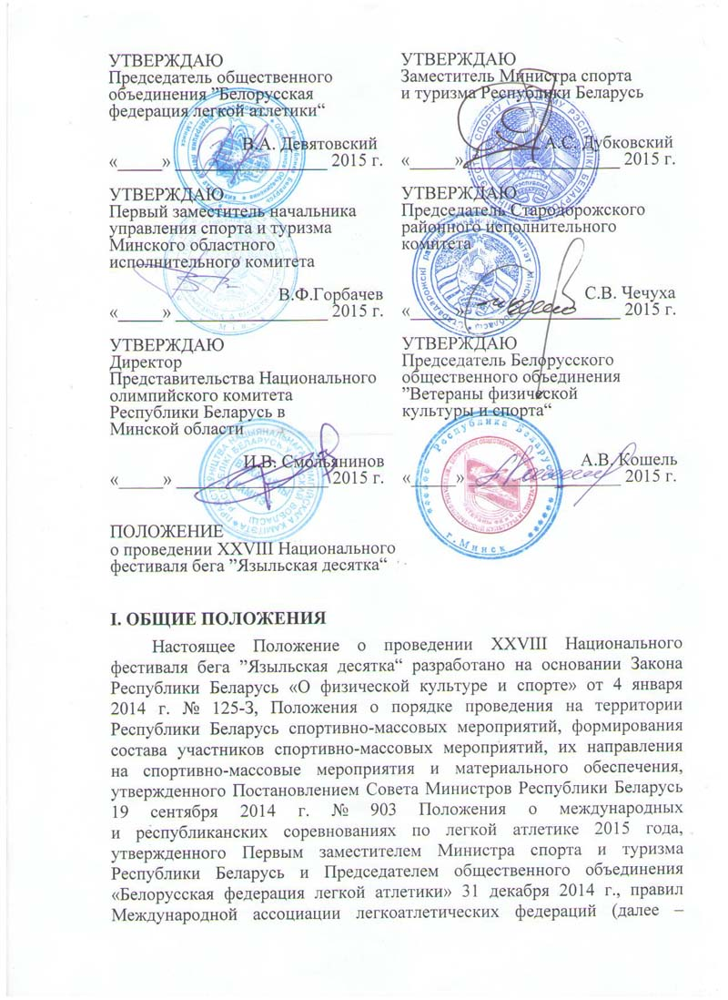 УТВЕРЖДАЮ
Председатель общественного
объединения ”Белорусская
федерация легкой атлетики“
В.А. Девятовский
«_____» _________________ 2015 г.
УТВЕРЖДАЮ
Заместитель Министра спорта
и туризма Республики Беларусь
А.С. Дубковский
«_____» _________________ 2015 г.
УТВЕРЖДАЮ
Первый заместитель начальника
управления спорта и туризма
Минского областного
исполнительного комитета
В.Ф.Горбачев
«_____» _________________ 2015 г.
УТВЕРЖДАЮ
Председатель Стародорожского
районного исполнительного
комитета
С.В. Чечуха
«_____» _________________ 2015 г.
УТВЕРЖДАЮ
Директор
Представительства Национального
олимпийского комитета
Республики Беларусь в
Минской области
И.В. Смольянинов
«_____» _________________ 2015 г.
УТВЕРЖДАЮ
Председатель Белорусского
общественного объединения
”Ветераны физической
культуры и спорта“
А.В. Кошель
«_____» _________________ 2015 г.
Республика Беларусь
г. Минск
ПОЛОЖЕНИЕ
о проведении XXVIII Национального
фестиваля бега ”Языльская десятка“
I. ОБЩИЕ ПОЛОЖЕНИЯ
Настоящее Положение о проведении XXVIII Национального
фестиваля бега ”Языльская десятка“ разработано на основании Закона
Республики Беларусь «О физической культуре и спорте» от 4 января
2014 г. № 125-З, Положения о порядке проведения на территории
Республики Беларусь спортивно-массовых мероприятий, формирования
состава участников спортивно-массовых мероприятий, их направления
на спортивно-массовые мероприятия и материального обеспечения,
утвержденного Постановлением Совета Министров Республики Беларусь
19 сентября 2014 г. № 903 Положения о международных
и республиканских соревнованиях по легкой атлетике 2015 года,
утвержденного Первым заместителем Министра спорта и туризма
Республики Беларусь и Председателем общественного объединения
«Белорусская федерация легкой атлетики» 31 декабря 2014 г., правил
Международной ассоциации легкоатлетических федераций (далее –